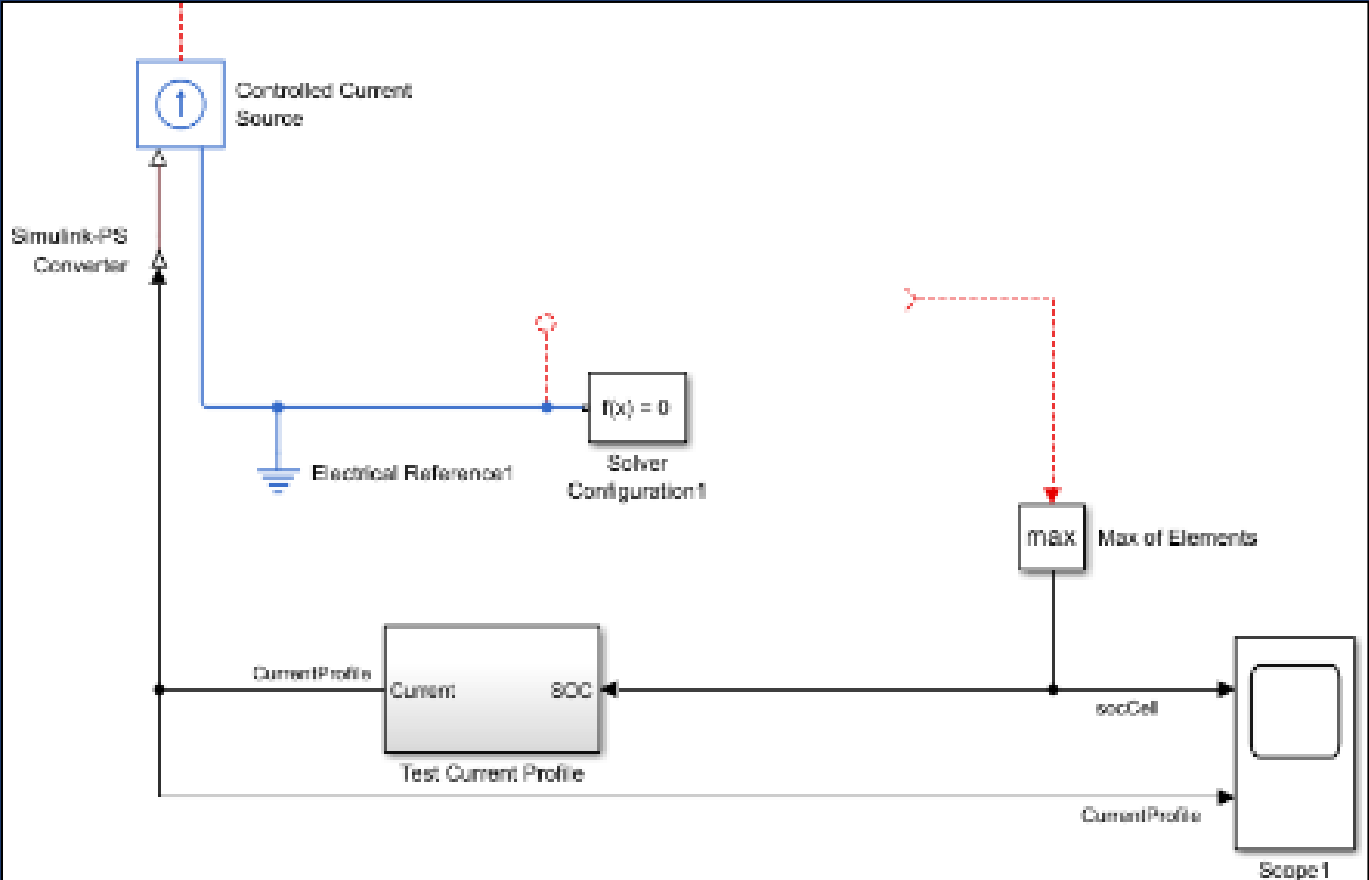 Controlled Current
Source
Simulink-PS
Converter
f(x) = 0
Solver
Configuration1
Electrical Reference1
max
Max of Elements
CurrentProfile
Current
SOC
socCell
Test Current Profile
CurrentProfile
Scope1